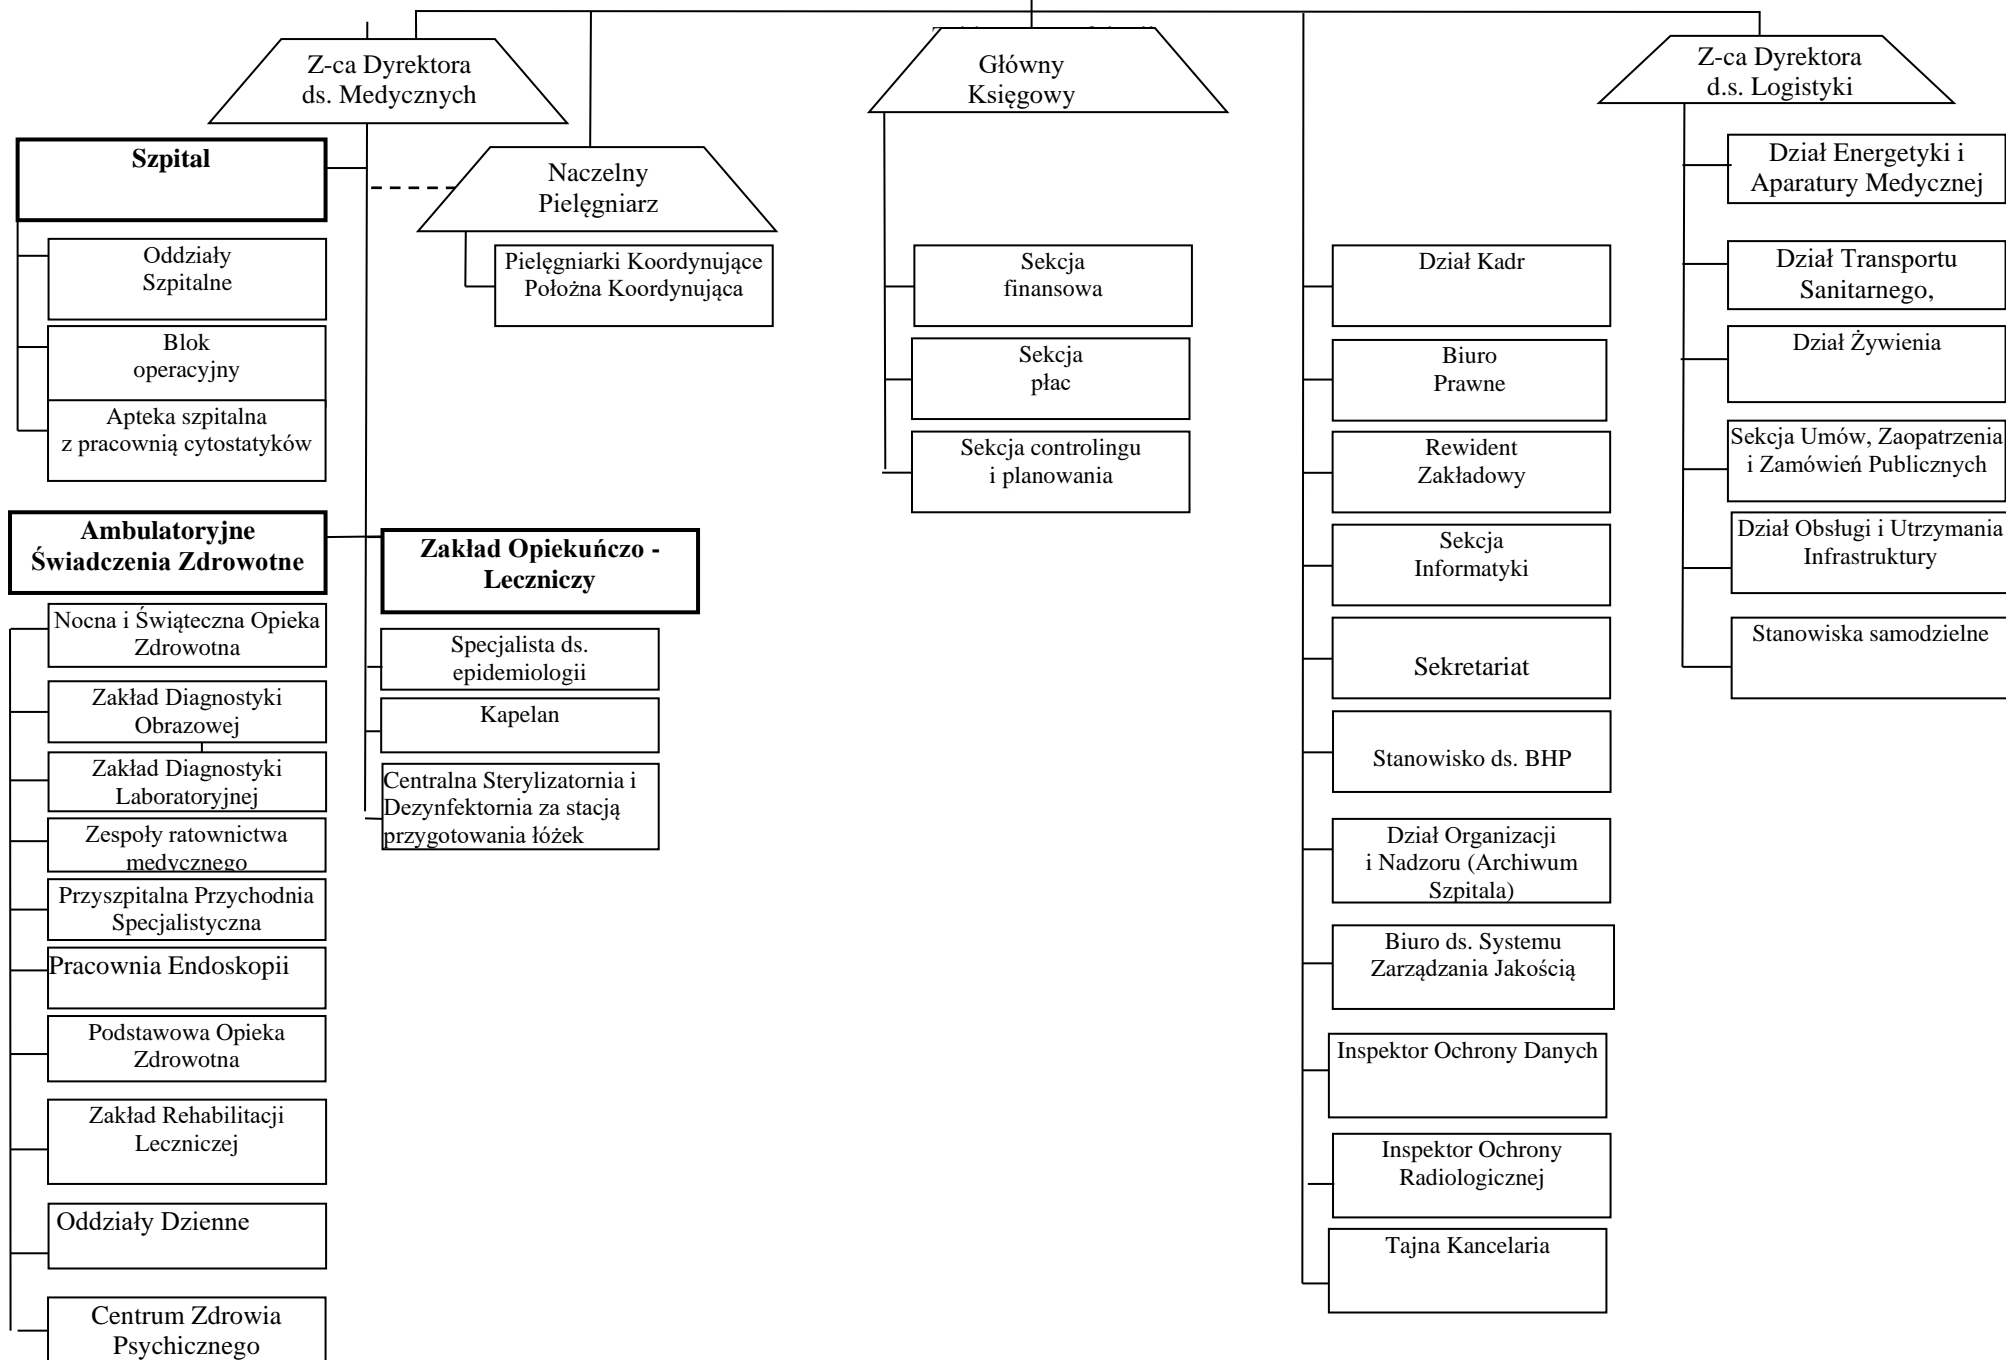 Z-ca Dyrektora
ds. Medycznych
Główny
Księgowy
Z-ca Dyrektora
d.s. Logistyki
Naczelny
Pielęgniarz
Szpital
Oddziały
Szpitalne
Blok
operacyjny
Apteka szpitalna
z pracownią cytostatyków
Ambulatoryjne
Świadczenia Zdrowotne
Nocna i Świąteczna Opieka
Zdrowotna
Zakład Diagnostyki
Obrazowej
Zakład Diagnostyki
Laboratoryjnej
Zespoły ratownictwa
medycznego
Przyszpitalna Przychodnia
Specjalistyczna
Pracownia Endoskopii
Podstawowa Opieka
Zdrowotna
Zakład Rehabilitacji
Leczniczej
Oddziały Dzienne
Centrum Zdrowia
Psychicznego
Pielęgniarki Koordynujące
Położna Koordynująca
Zakład Opiekuńczo -
Leczniczy
Specjalista ds.
epidemiologii
Kapelan
Centralna Sterylizatornia i
Dezynfektornia za stacją
przygotowania łóżek
Sekcja
finansowa
Sekcja
płac
Sekcja controlingu
i planowania
Dział Kadr
Biuro
Prawne
Rewident
Zakładowy
Sekcja
Informatyki
Sekretariat
Stanowisko ds. BHP
Dział Organizacji
i Nadzoru (Archiwum
Szpitala)
Biuro ds. Systemu
Zarządzania Jakością
Inspektor Ochrony Danych
Inspektor Ochrony
Radiologicznej
Tajna Kancelaria
Dział Energetyki i
Aparatury Medycznej
Dział Transportu
Sanitarnego,
Dział Żywienia
Sekcja Umów, Zaopatrzenia
i Zamówień Publicznych
Dział Obsługi i Utrzymania
Infrastruktury
Stanowiska samodzielne